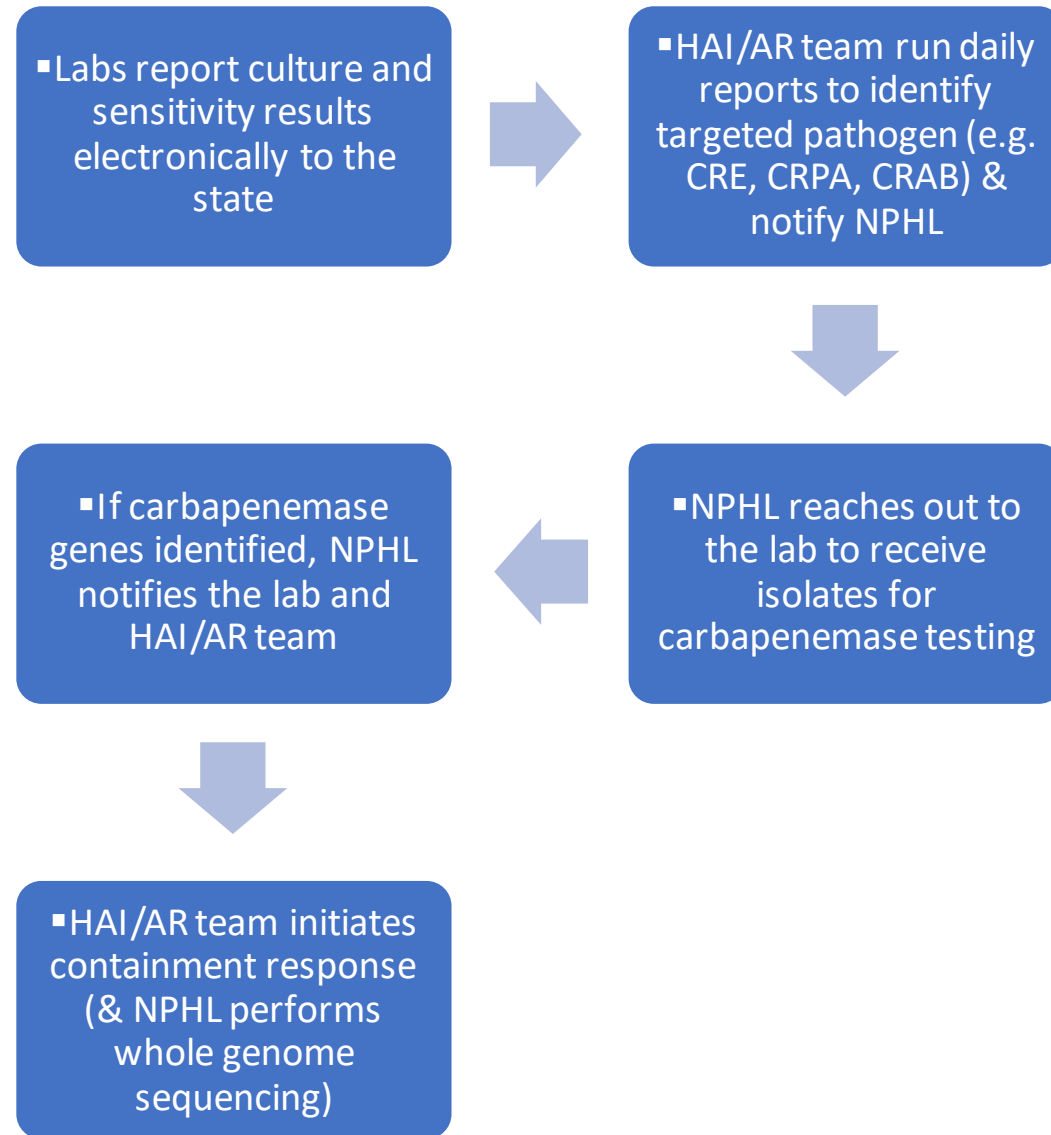 ▪Labs report culture and
sensitivity results
electronically to the
state
▪HAI/AR team run daily
reports to identify
targeted pathogen (e.g.
CRE, CRPA, CRAB) &
notify NPHL
▪NPHL reaches out to
the lab to receive
isolates for
carbapenemase testing
▪If carbapenemase
genes identified, NPHL
notifies the lab and
HAI/AR team
▪HAI/AR team initiates
containment response
(& NPHL performs
whole genome
sequencing)